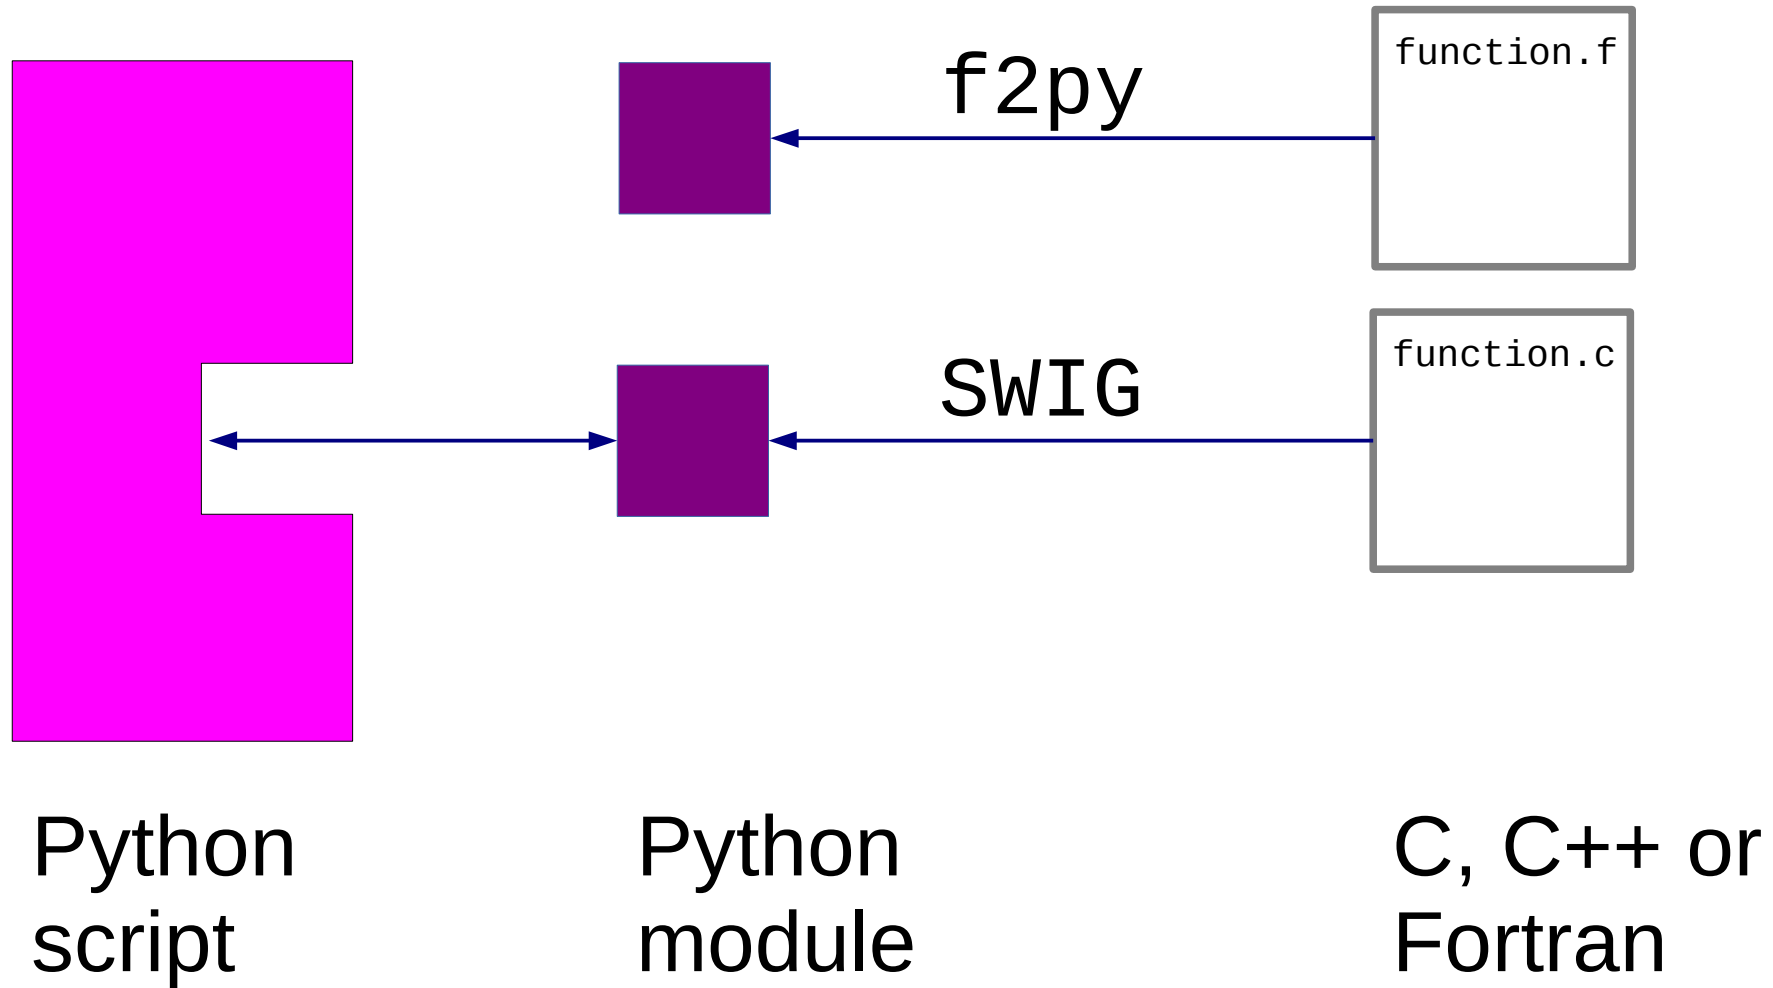 f2py
function.f
SWIG
function.c
Python
script
Python
module
C, C++ or
Fortran